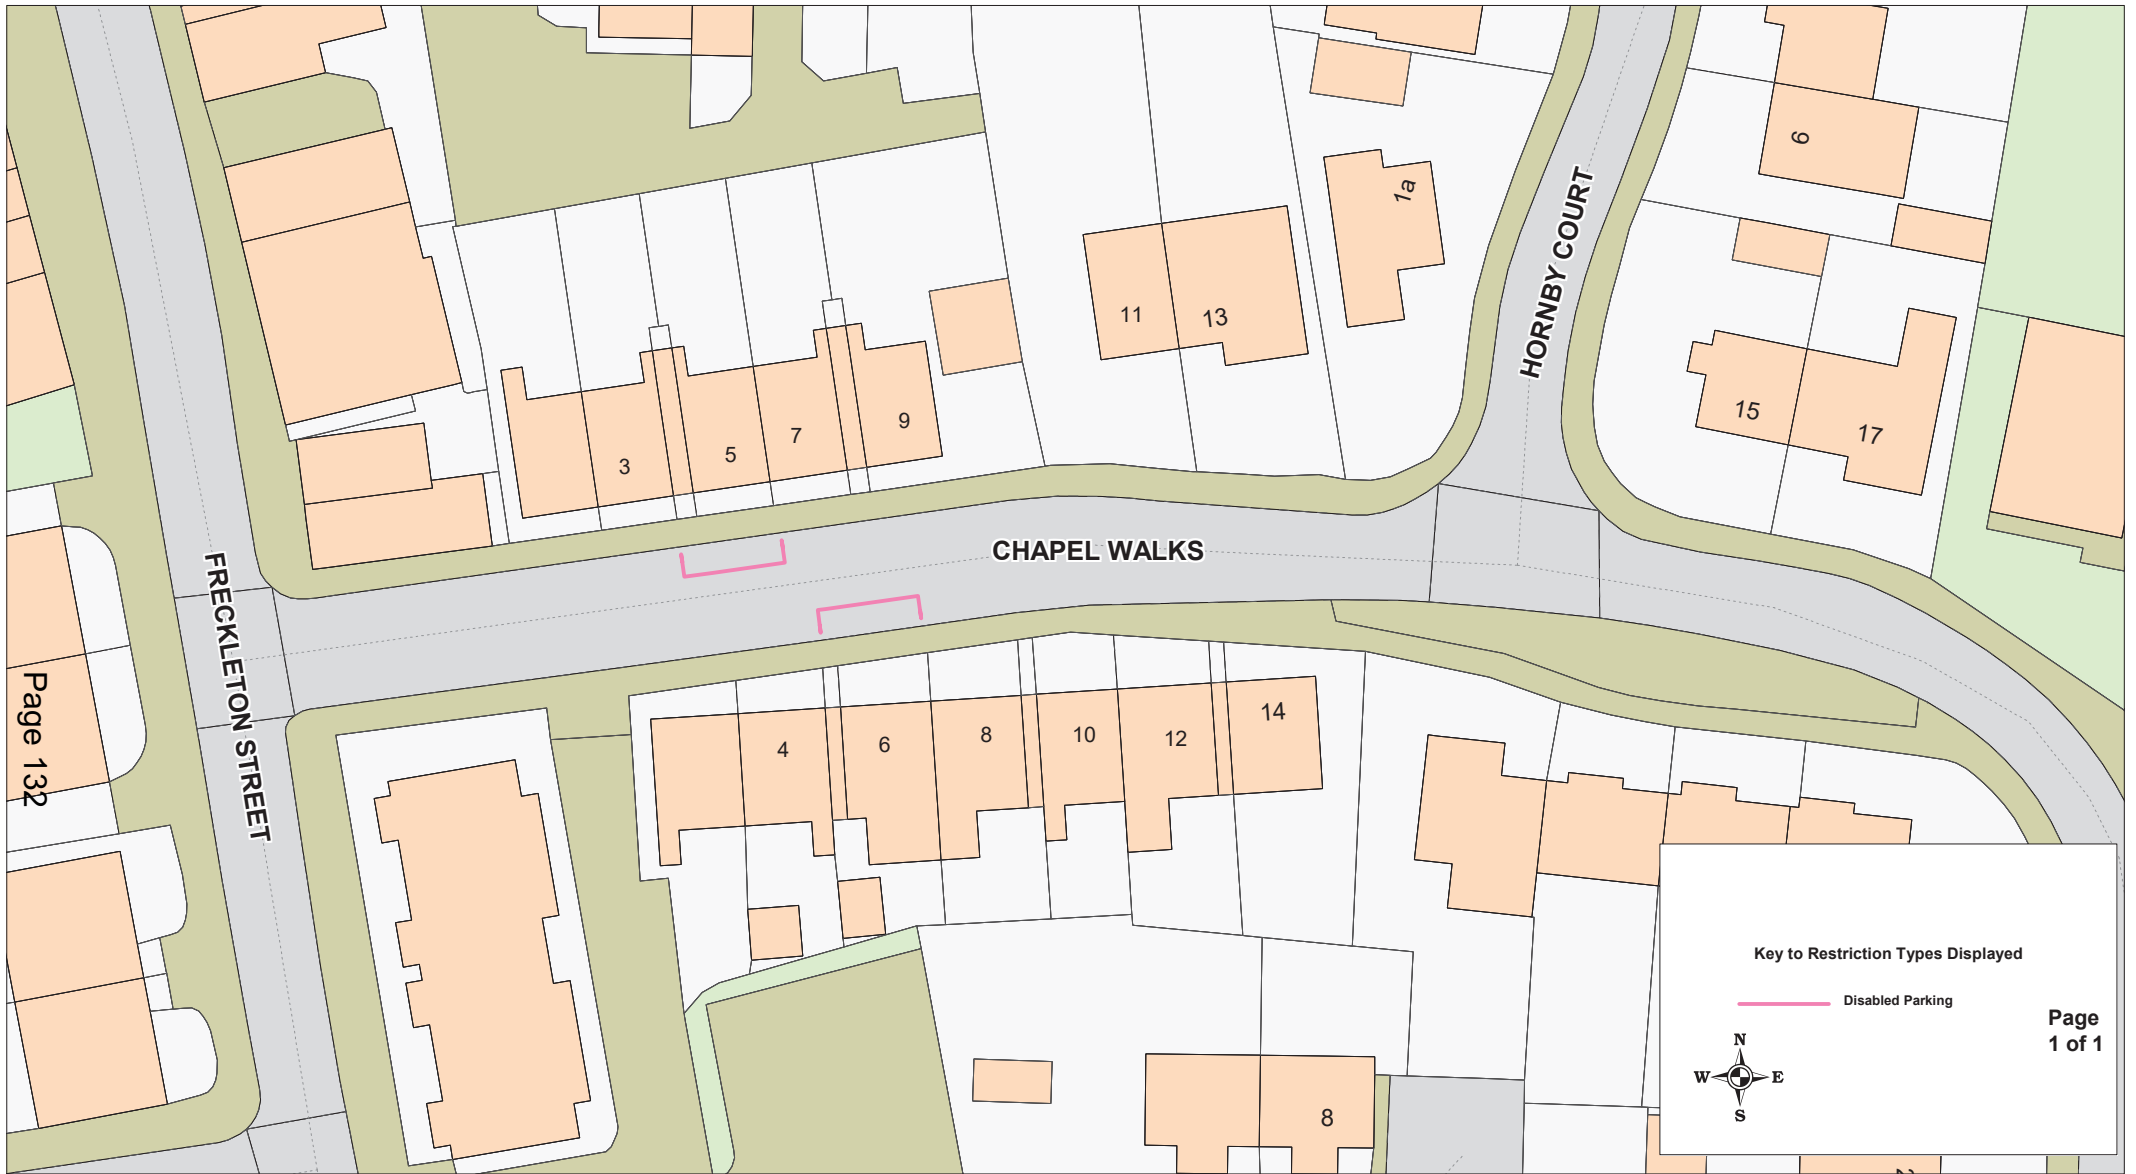 6
1a
HORNBY COURT
11
13
15
17
9
7
5
3
CHAPEL WALKS
FRECKLETON STREET
Page 132
4
6
8
10
12
14
8
Key to Restriction Types Displayed
Disabled Parking
Page
1 of 1
N
W
E
S